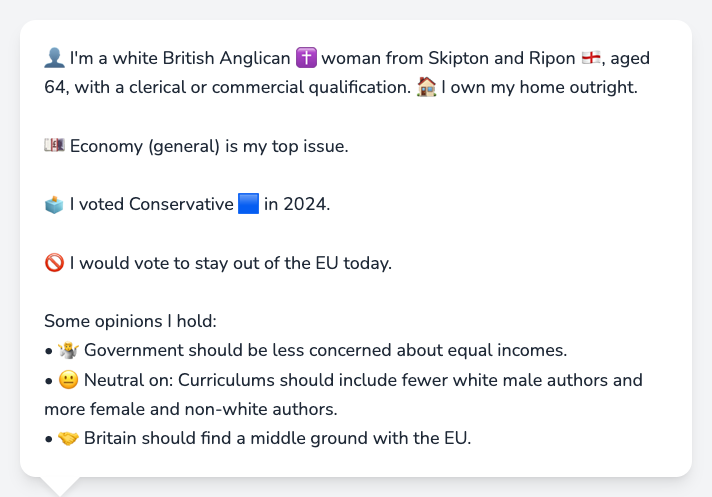 👤 I'm a white British Anglican ✝️ woman from Skipton and Ripon 🏴󠁧󠁢󠁥󠁮󠁧󠁿, aged
64, with a clerical or commercial qualification. 🏠 I own my home outright.
💷 Economy (general) is my top issue.
🗳️ I voted Conservative 🟦 in 2024.
🚫 I would vote to stay out of the EU today.
Some opinions I hold:
• 🤷 Government should be less concerned about equal incomes.
• 😐 Neutral on: Curriculums should include fewer white male authors and
more female and non-white authors.
• 🤝 Britain should find a middle ground with the EU.